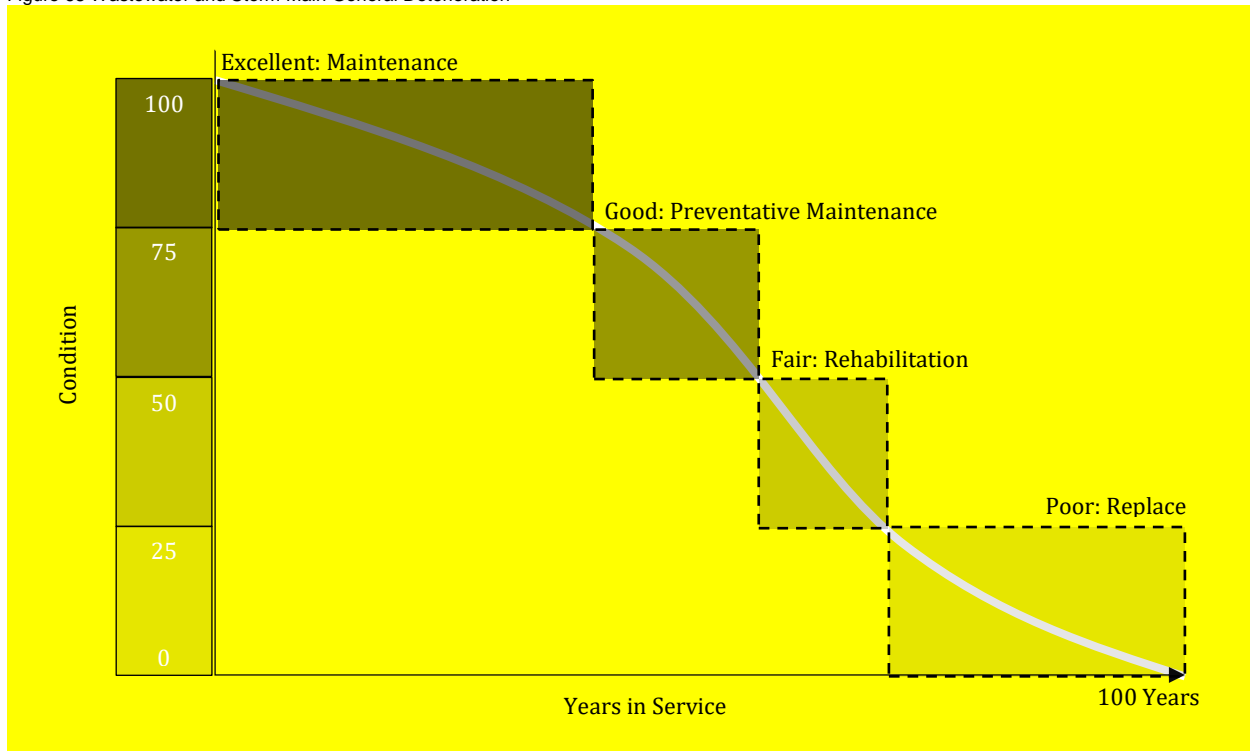 Excellent: Maintenance
100
Good: Preventative Maintenance
75
Fair: Rehabilitation
Condition
50
Poor: Replace
25
0
100 Years
Years in Service